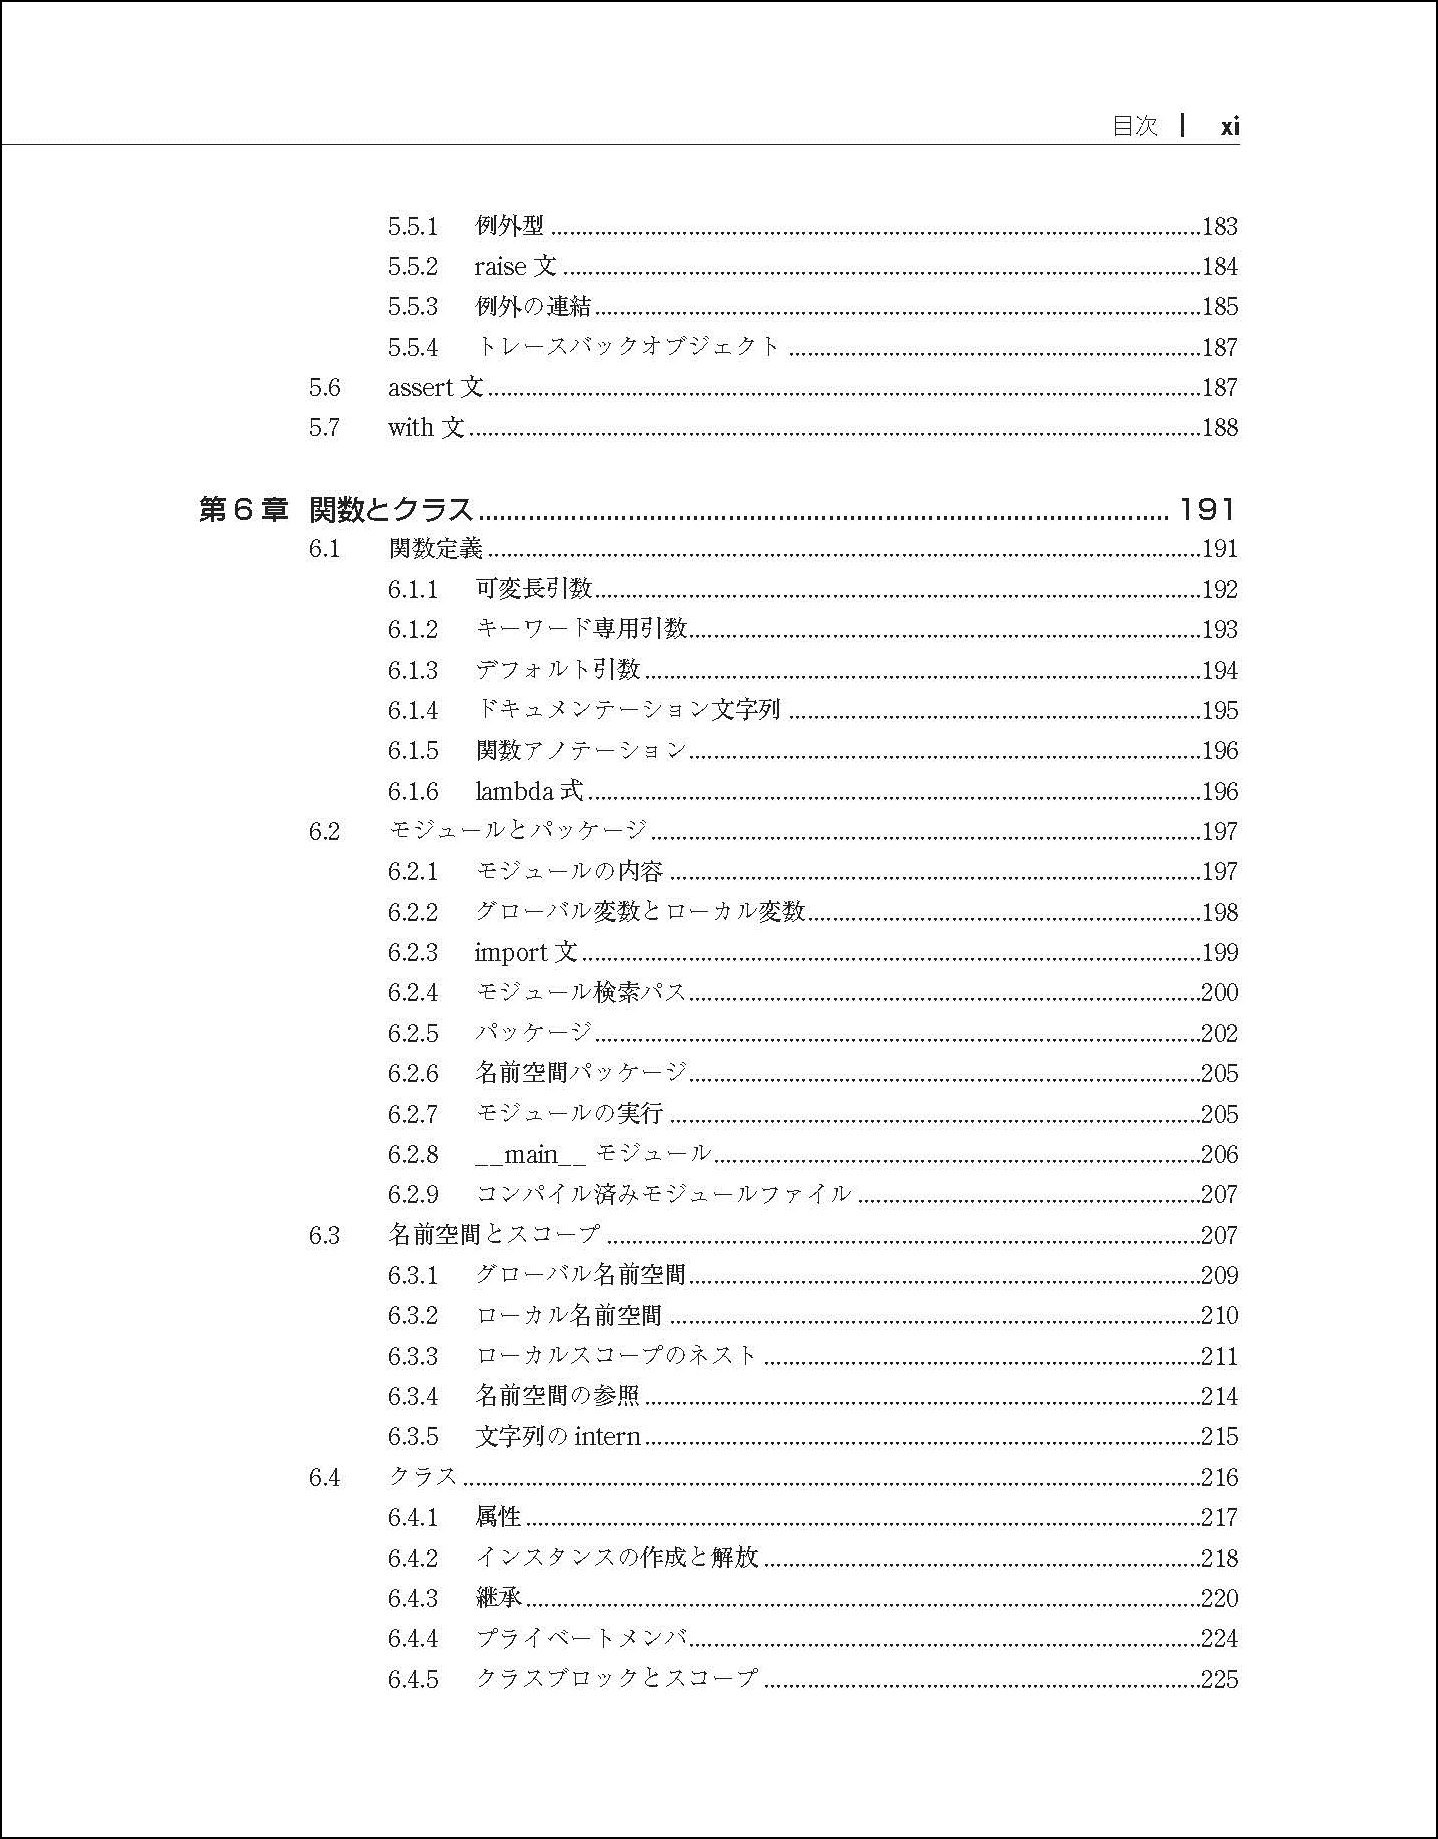 目次 | xi
5.5.1 例外型 ....183
5.5.2 raise 文 ....184
5.5.3 例外の連結....185
5.5.4 トレースバックオブジェクト ....187
5.6 assert 文....187
5.7 with 文....188
第 6 章 関数とクラス.... 191
6.1 関数定義....191
6.1.1 可変長引数....192
6.1.2 キーワード専用引数....193
6.1.3 デフォルト引数....194
6.1.4 ドキュメンテーション文字列 ....195
6.1.5 関数アノテーション....196
6.1.6 lambda 式....196
6.2 モジュールとパッケージ....197
6.2.1 モジュールの内容 ....197
6.2.2 グローバル変数とローカル変数....198
6.2.3 import 文....199
6.2.4 モジュール検索パス....200
6.2.5 パッケージ....202
6.2.6 名前空間パッケージ....205
6.2.7 モジュールの実行 ....205
6.2.8 __main__ モジュール....206
6.2.9 コンパイル済みモジュールファイル ....207
6.3 名前空間とスコープ ....207
6.3.1 グローバル名前空間....209
6.3.2 ローカル名前空間 ....210
6.3.3 ローカルスコープのネスト ....211
6.3.4 名前空間の参照....214
6.3.5 文字列の intern....215
6.4 クラス....216
6.4.1 属性....217
6.4.2 インスタンスの作成と解放....218
6.4.3 継承....220
6.4.4 プライベートメンバ....224
6.4.5 クラスブロックとスコープ....225